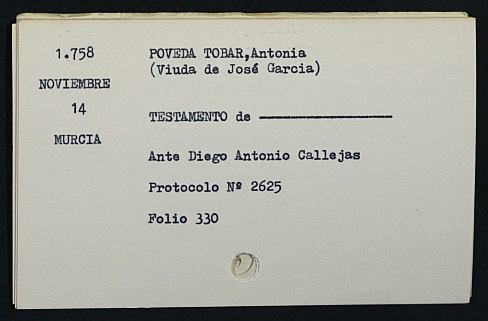 1.758
NOVIEMBRE
14
MURCIA
POVEDA TOBAR,Antonia
(Viuda de José Garcia)
TESTAMENTO de ————————
Ante Diego Antonio Callejas
Protocolo Nº 2625
Folio 330